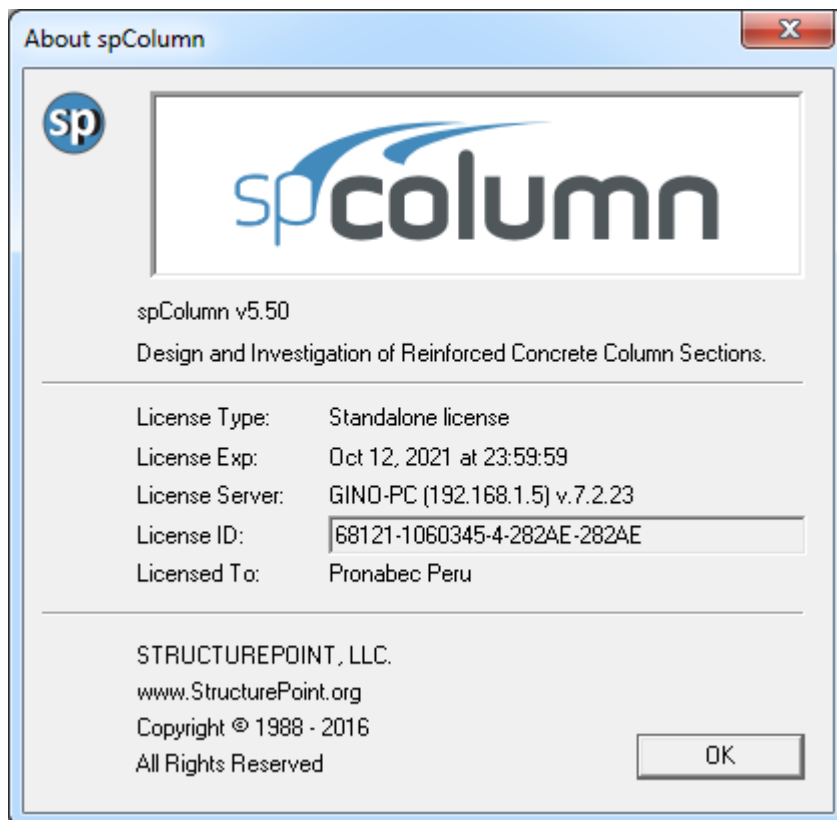 About spColumn
sp
spcolumn
spColumn v5.50
Design and Investigation of Reinforced Concrete Column Sections.
License Type: Standalone license
License Exp: Oct 12, 2021 at 23:59:59
License Server: GINO-PC (192.168.1.5) v.7.2.23
License ID: 68121-1060345-4-282AE-282AE
Licensed To: Pronabec Peru
STRUCTUREPOINT, LLC.
www.StructurePoint.org
Copyright © 1988 - 2016
All Rights Reserved
OK